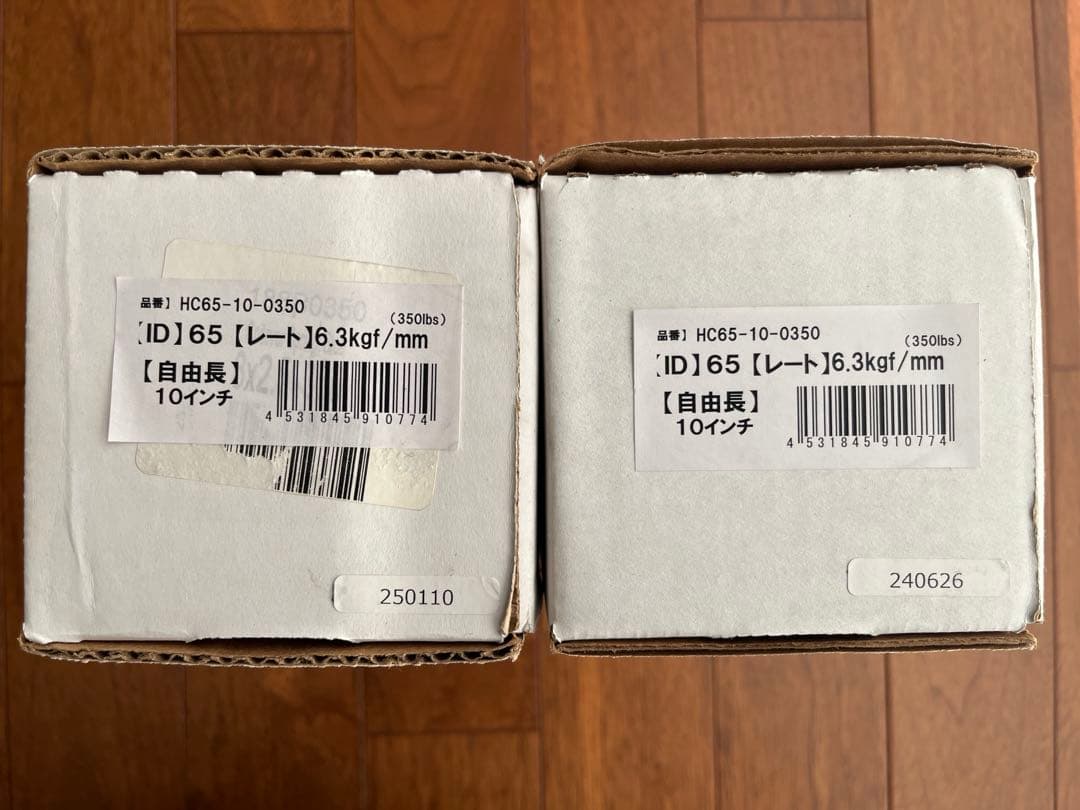 品番】 HC65-10-0350
(350lbs)
【ID】65【レート】6.3kgf/mm
【自由長】
10インチ
4 531845 910774
250110
品番】 HC65-10-0350
(350lbs)
【ID】65【レート】6.3kgf/mm
【自由長】
10インチ
4 531845 910774
240626